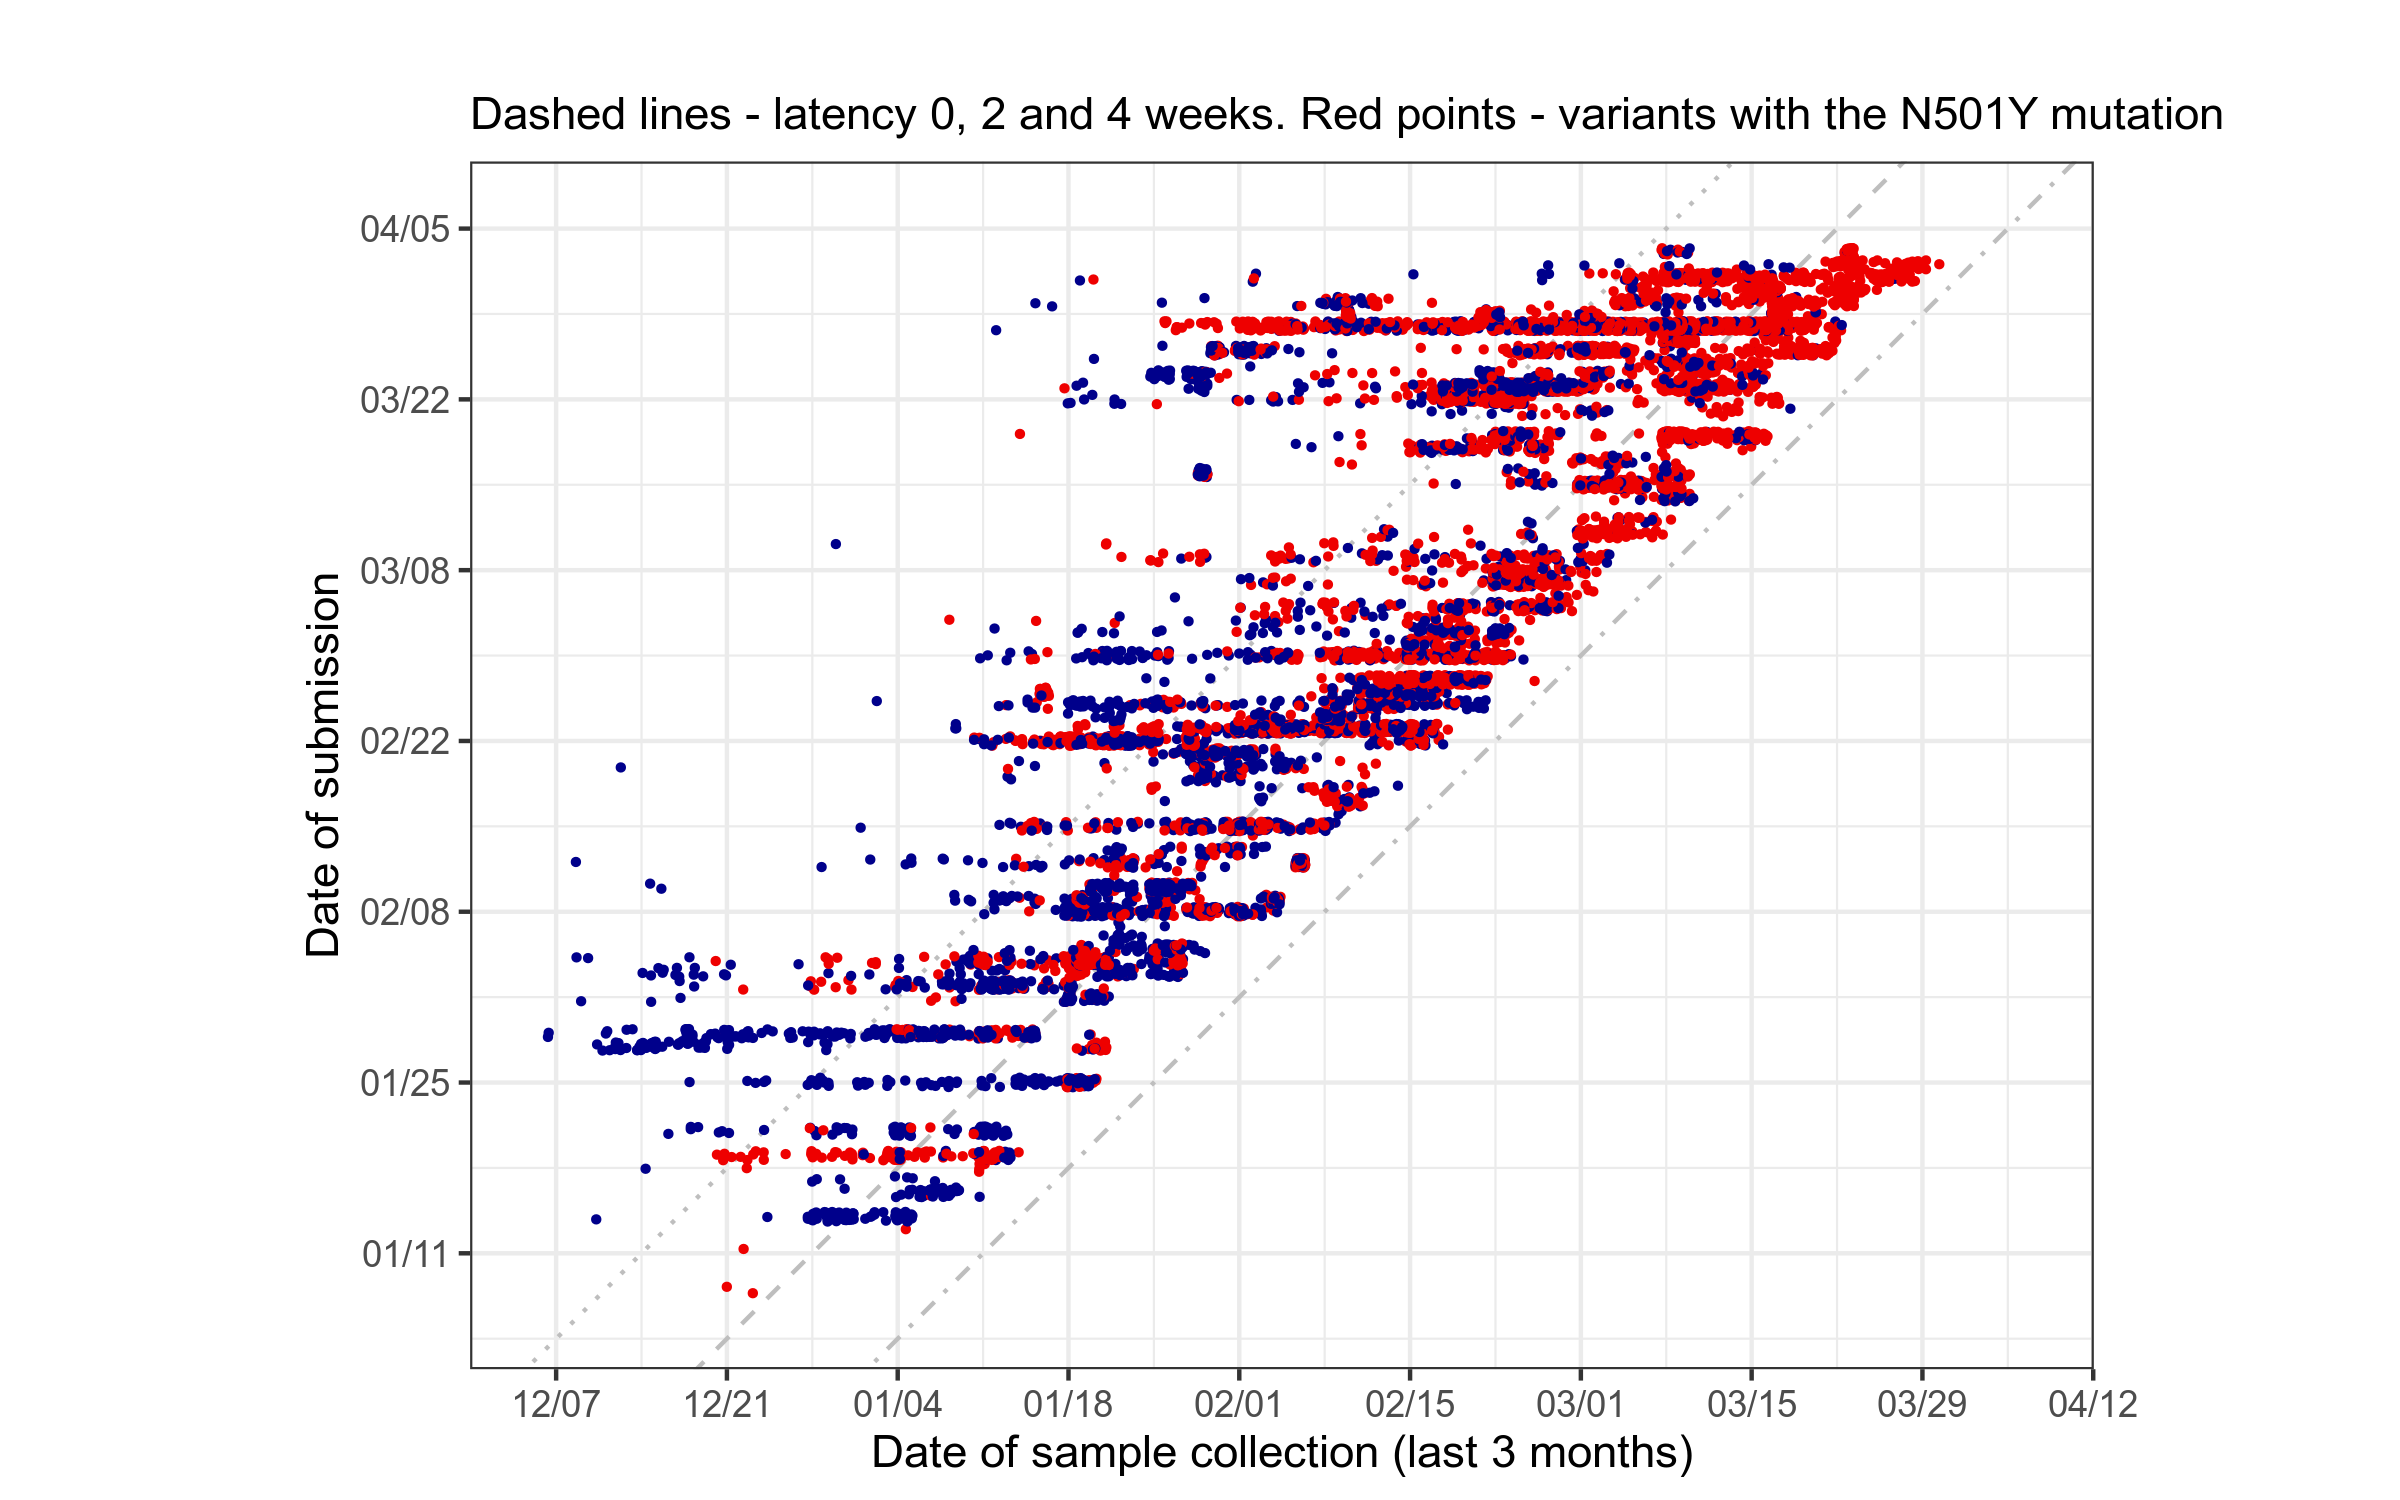 Dashed lines - latency 0, 2 and 4 weeks. Red points - variants with the N501Y mutation
04/05
03/22
03/08
02/22
02/08
01/25
01/11
Date of submission
12/07 12/21 01/04 01/18 02/01 02/15 03/01 03/15 03/29 04/12
Date of sample collection (last 3 months)